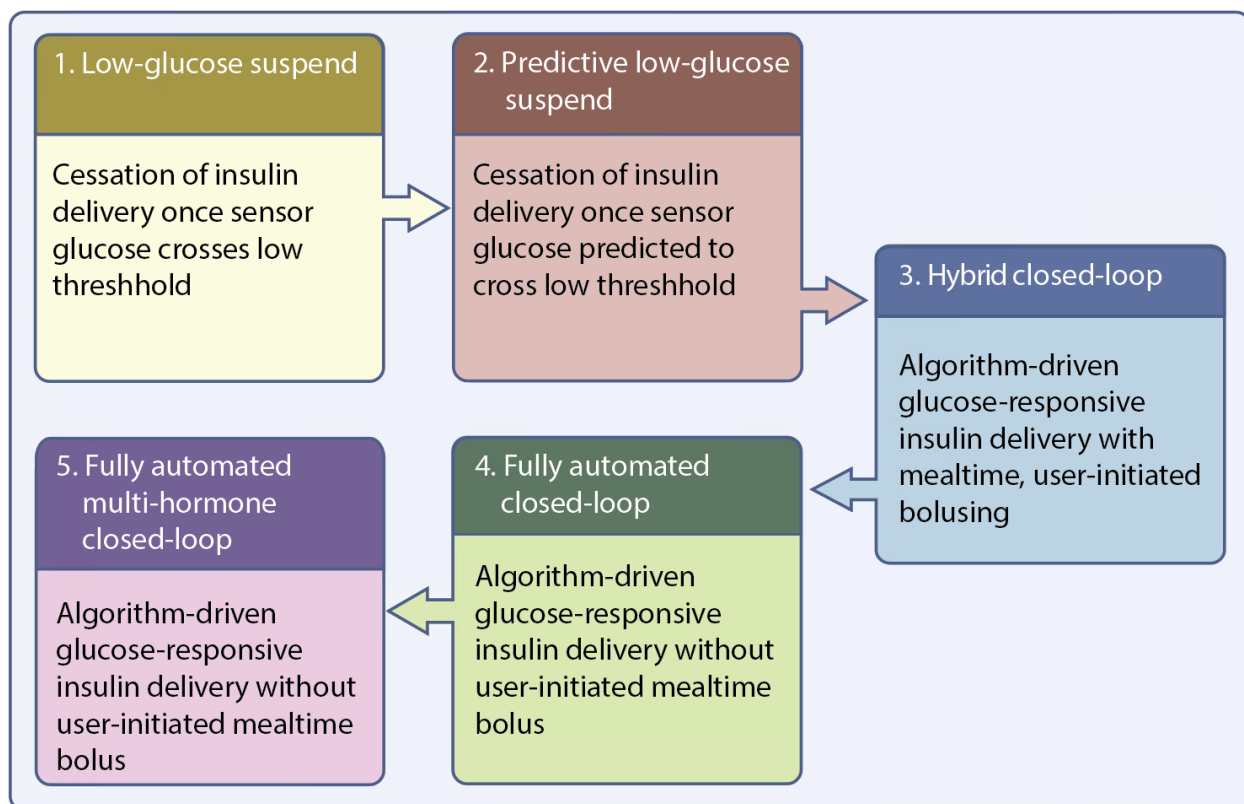 1. Low-glucose suspend
Cessation of insulin
delivery once sensor
glucose crosses low
threshhold
2. Predictive low-glucose
suspend
Cessation of insulin
delivery once sensor
glucose predicted to
cross low threshhold
3. Hybrid closed-loop
Algorithm-driven
glucose-responsive
insulin delivery with
mealtime, user-initiated
bolusing
4. Fully automated
closed-loop
Algorithm-driven
glucose-responsive
insulin delivery without
user-initiated mealtime
bolus
5. Fully automated
multi-hormone
closed-loop
Algorithm-driven
glucose-responsive
insulin delivery without
user-initiated mealtime
bolus